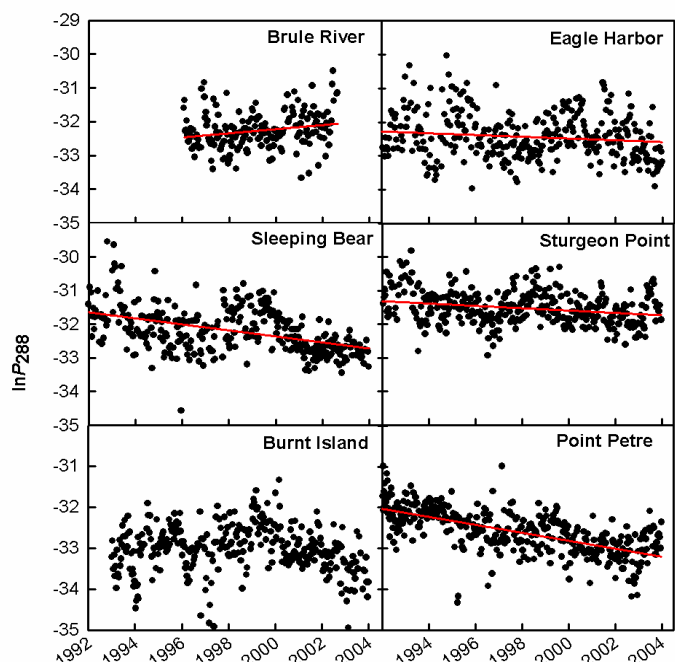 -29
-30
-31
-32
-33
-34
-35
Brule River
Eagle Harbor
-30
-31
-32
-33
-34
-35
Sleeping Bear
Sturgeon Point
lnP288
-31
-32
-33
-34
-35
Burnt Island
Point Petre
1992 1994 1996 1998 2000 2002 2004
1994 1996 1998 2000 2002 2004